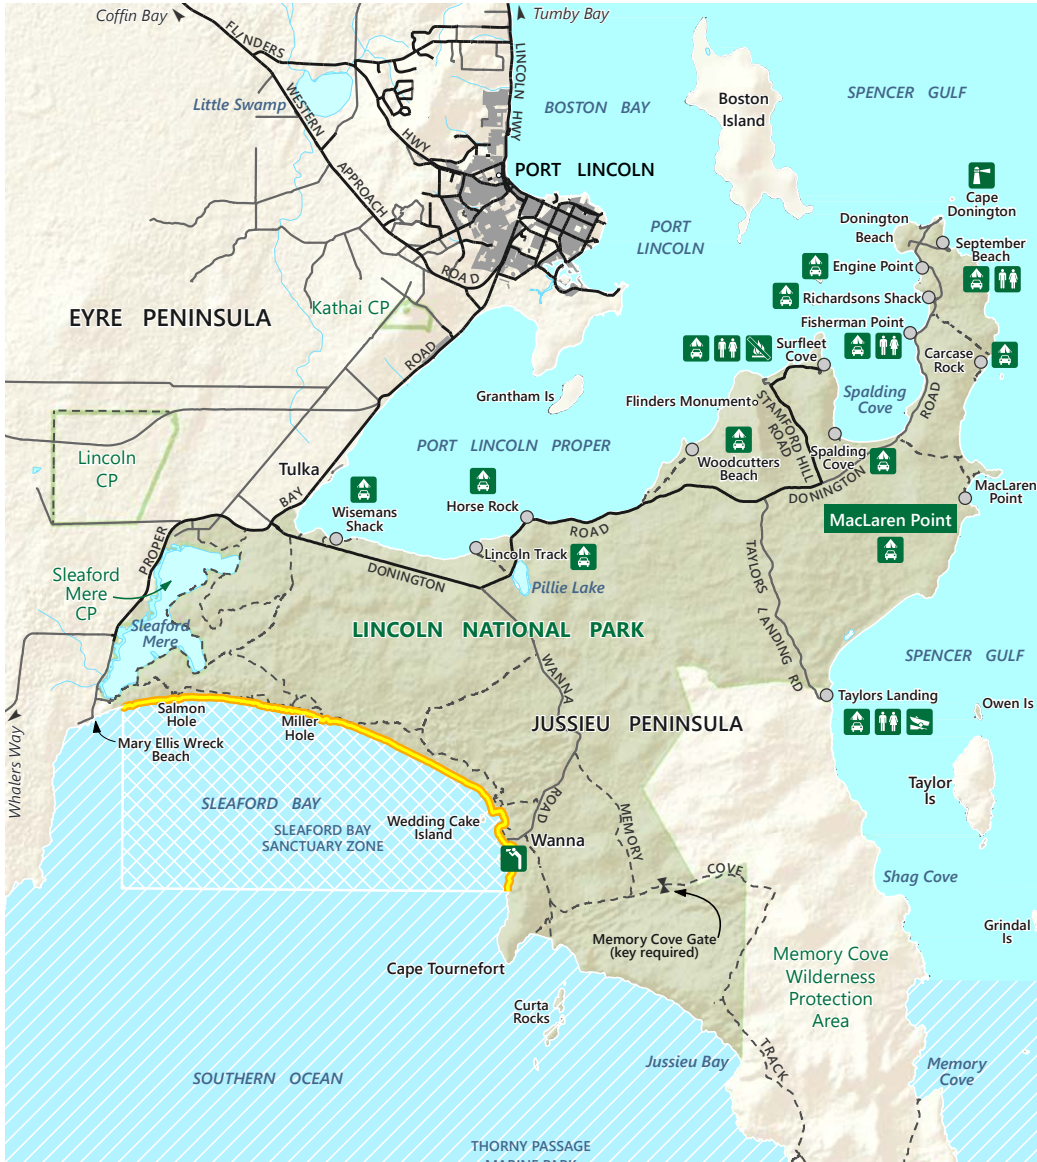 Coffin Bay
Tumby Bay
FLINDERS
HWY
LINCOLN HWY
WESTERN
APPROACH
ROAD
Little Swamp
BOSTON BAY
Boston
Island
SPENCER GULF
PORT LINCOLN
PORT
LINCOLN
Cape
Donington
Donington
Beach
September
Beach
Engine Point
Richardsons Shack
Fisherman Point
Surfleet
Cove
Carcase
Rock
Spalding
Cove
ROAD
EYRE PENINSULA
Kathai CP
ROAD
Grantham Is
Flinders Monument
STAMFORD HILL
ROAD
PORT LINCOLN PROPER
Woodcutters
Beach
Spalding
Cove
DONINGTON
MacLaren
Point
MacLaren Point
Lincoln
CP
Tulka
BAY
Wisemans
Shack
Horse Rock
ROAD
PROPER
Lincoln Track
DONINGTON
Pillie Lake
TAYLORS LANDING RD
Sleaford
Mere
CP
Sleaford
Mere
LINCOLN NATIONAL PARK
WANNA
SPENCER GULF
Taylors Landing
Owen Is
Salmon
Hole
Miller
Hole
JUSSIEU PENINSULA
Mary Ellis Wreck
Beach
Whalers Way
Taylor
Is
SLEAFORD BAY
SLEAFORD BAY
SANCTUARY ZONE
Wedding Cake
Island
ROAD
Wanna
MEMORY
COVE
Shag Cove
Grindal
Is
Memory Cove Gate
(key required)
Memory Cove
Wilderness
Protection
Area
Cape Tournefort
Curta
Rocks
Jussieu Bay
TRACK
Memory
Cove
SOUTHERN OCEAN
THORNY PASSAGE
MARINE PARK